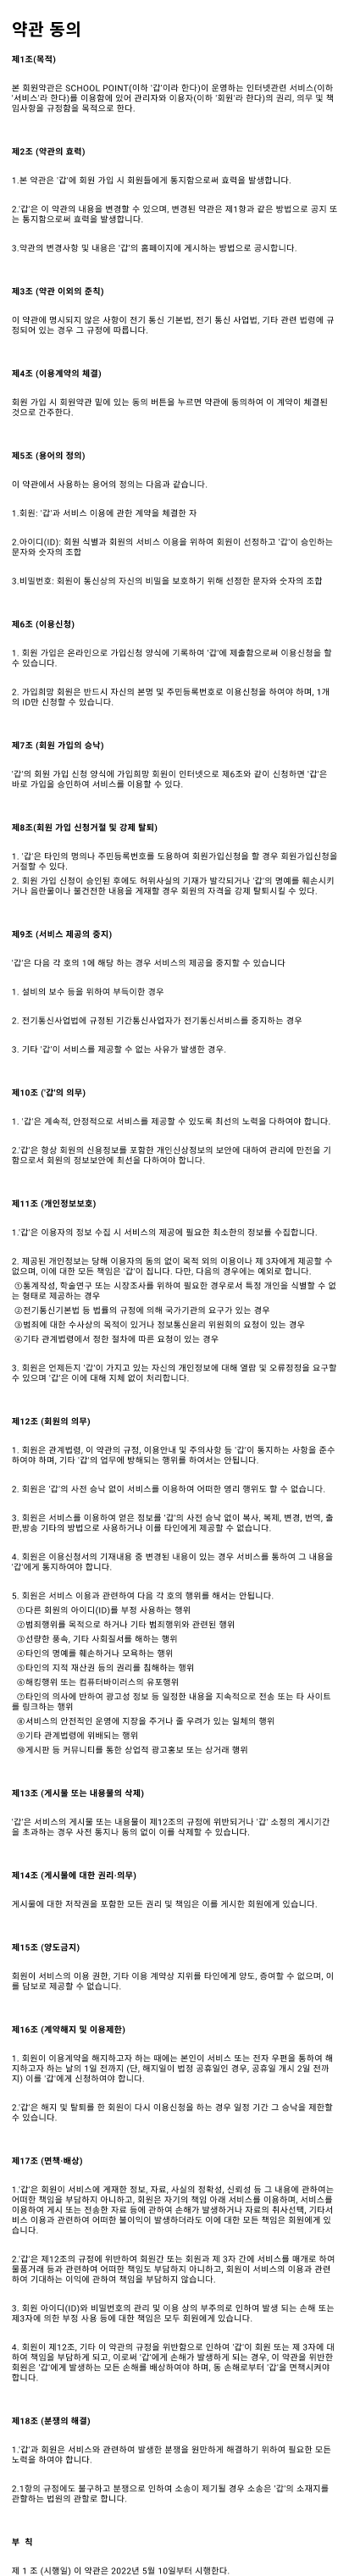 약관 동의
제1조(목적)
본 회원약관은 SCHOOL POINT(이하 '갑'이라 한다)이 운영하는 인터넷관련 서비스(이하
'서비스'라 한다)를 이용함에 있어 관리자와 이용자(이하 '회원'라 한다)의 권리, 의무 및 책
임사항을 규정함을 목적으로 한다.
제2조 (약관의 효력)
1.본 약관은 '갑'에 회원 가입 시 회원들에게 통지함으로써 효력을 발생합니다.
2.'갑'은 이 약관의 내용을 변경할 수 있으며, 변경된 약관은 제1항과 같은 방법으로 공지 또
는 통지함으로써 효력을 발생합니다.
3.약관의 변경사항 및 내용은 '갑'의 홈페이지에 게시하는 방법으로 공시합니다.
제3조 (약관 이외의 준칙)
이 약관에 명시되지 않은 사항이 전기 통신 기본법, 전기 통신 사업법, 기타 관련 법령에 규
정되어 있는 경우 그 규정에 따릅니다.
제4조 (이용계약의 체결)
회원 가입 시 회원약관 밑에 있는 동의 버튼을 누르면 약관에 동의하여 이 계약이 체결된
것으로 간주한다.
제5조 (용어의 정의)
이 약관에서 사용하는 용어의 정의는 다음과 같습니다.
1.회원: '갑'과 서비스 이용에 관한 계약을 체결한 자
2.아이디(ID): 회원 식별과 회원의 서비스 이용을 위하여 회원이 선정하고 '갑'이 승인하는
문자와 숫자의 조합
3.비밀번호: 회원이 통신상의 자신의 비밀을 보호하기 위해 선정한 문자와 숫자의 조합
제6조 (이용신청)
1. 회원 가입은 온라인으로 가입신청 양식에 기록하여 '갑'에 제출함으로써 이용신청을 할
수 있습니다.
2. 가입희망 회원은 반드시 자신의 본명 및 주민등록번호로 이용신청을 하여야 하며, 1개
의 ID만 신청할 수 있습니다.
제7조 (회원 가입의 승낙)
'갑'의 회원 가입 신청 양식에 가입희망 회원이 인터넷으로 제6조와 같이 신청하면 '갑'은
바로 가입을 승인하여 서비스를 이용할 수 있다.
제8조(회원 가입 신청거절 및 강제 탈퇴)
1. '갑'은 타인의 명의나 주민등록번호를 도용하여 회원가입신청을 할 경우 회원가입신청을
거절할 수 있다.
2. 회원 가입 신청이 승인된 후에도 허위사실의 기재가 발각되거나 '갑'의 명예를 훼손시키
거나 음란물이나 불건전한 내용을 게재할 경우 회원의 자격을 강제 탈퇴시킬 수 있다.
제9조 (서비스 제공의 중지)
'갑'은 다음 각 호의 1에 해당 하는 경우 서비스의 제공을 중지할 수 있습니다
1. 설비의 보수 등을 위하여 부득이한 경우
2. 전기통신사업법에 규정된 기간통신사업자가 전기통신서비스를 중지하는 경우
3. 기타 '갑'이 서비스를 제공할 수 없는 사유가 발생한 경우.
제10조 ('갑'의 의무)
1. '갑'은 계속적, 안정적으로 서비스를 제공할 수 있도록 최선의 노력을 다하여야 합니다.
2.'갑'은 항상 회원의 신용정보를 포함한 개인신상정보의 보안에 대하여 관리에 만전을 기
함으로서 회원의 정보보안에 최선을 다하여야 합니다.
제11조 (개인정보보호)
1.'갑'은 이용자의 정보 수집 시 서비스의 제공에 필요한 최소한의 정보를 수집합니다.
2. 제공된 개인정보는 당해 이용자의 동의 없이 목적 외의 이용이나 제 3자에게 제공할 수
없으며, 이에 대한 모든 책임은 '갑'이 집니다. 다만, 다음의 경우에는 예외로 합니다.
①통계작성, 학술연구 또는 시장조사를 위하여 필요한 경우로서 특정 개인을 식별할 수 없
는 형태로 제공하는 경우
②전기통신기본법 등 법률의 규정에 의해 국가기관의 요구가 있는 경우
③범죄에 대한 수사상의 목적이 있거나 정보통신윤리 위원회의 요청이 있는 경우
④기타 관계법령에서 정한 절차에 따른 요청이 있는 경우
3. 회원은 언제든지 '갑'이 가지고 있는 자신의 개인정보에 대해 열람 및 오류정정을 요구할
수 있으며 '갑'은 이에 대해 지체 없이 처리합니다.
제12조 (회원의 의무)
1. 회원은 관계법령, 이 약관의 규정, 이용안내 및 주의사항 등 '갑'이 통지하는 사항을 준수
하여야 하며, 기타 '갑'의 업무에 방해되는 행위를 하여서는 안됩니다.
2. 회원은 '갑'의 사전 승낙 없이 서비스를 이용하여 어떠한 영리 행위도 할 수 없습니다.
3. 회원은 서비스를 이용하여 얻은 정보를 '갑'의 사전 승낙 없이 복사, 복제, 변경, 번역, 출
판,방송 기타의 방법으로 사용하거나 이를 타인에게 제공할 수 없습니다.
4. 회원은 이용신청서의 기재내용 중 변경된 내용이 있는 경우 서비스를 통하여 그 내용을
'갑'에게 통지하여야 합니다.
5. 회원은 서비스 이용과 관련하여 다음 각 호의 행위를 해서는 안됩니다.
①다른 회원의 아이디(ID)를 부정 사용하는 행위
②범죄행위를 목적으로 하거나 기타 범죄행위와 관련된 행위
③선량한 풍속, 기타 사회질서를 해하는 행위
④타인의 명예를 훼손하거나 모욕하는 행위
⑤타인의 지적 재산권 등의 권리를 침해하는 행위
⑥해킹행위 또는 컴퓨터바이러스의 유포행위
⑦타인의 의사에 반하여 광고성 정보 등 일정한 내용을 지속적으로 전송 또는 타 사이트
를 링크하는 행위
⑧서비스의 안전적인 운영에 지장을 주거나 줄 우려가 있는 일체의 행위
⑨기타 관계법령에 위배되는 행위
⑩게시판 등 커뮤니티를 통한 상업적 광고홍보 또는 상거래 행위
제13조 (게시물 또는 내용물의 삭제)
'갑'은 서비스의 게시물 또는 내용물이 제12조의 규정에 위반되거나 '갑' 소정의 게시기간
을 초과하는 경우 사전 통지나 동의 없이 이를 삭제할 수 있습니다.
제14조 (게시물에 대한 권리·의무)
게시물에 대한 저작권을 포함한 모든 권리 및 책임은 이를 게시한 회원에게 있습니다.
제15조 (양도금지)
회원이 서비스의 이용 권한, 기타 이용 계약상 지위를 타인에게 양도, 증여할 수 없으며, 이
를 담보로 제공할 수 없습니다.
제16조 (계약해지 및 이용제한)
1. 회원이 이용계약을 해지하고자 하는 때에는 본인이 서비스 또는 전자 우편을 통하여 해
지하고자 하는 날의 1일 전까지 (단, 해지일이 법정 공휴일인 경우, 공휴일 개시 2일 전까
지) 이를 '갑'에게 신청하여야 합니다.
2.'갑'은 해지 및 탈퇴를 한 회원이 다시 이용신청을 하는 경우 일정 기간 그 승낙을 제한할
수 있습니다.
제17조 (면책·배상)
1.'갑'은 회원이 서비스에 게재한 정보, 자료, 사실의 정확성, 신뢰성 등 그 내용에 관하여는
어떠한 책임을 부담하지 아니하고, 회원은 자기의 책임 아래 서비스를 이용하며, 서비스를
이용하여 게시 또는 전송한 자료 등에 관하여 손해가 발생하거나 자료의 취사선택, 기타서
비스 이용과 관련하여 어떠한 불이익이 발생하더라도 이에 대한 모든 책임은 회원에게 있
습니다.
2.'갑'은 제12조의 규정에 위반하여 회원간 또는 회원과 제 3자 간에 서비스를 매개로 하여
물품거래 등과 관련하여 어떠한 책임도 부담하지 아니하고, 회원이 서비스의 이용과 관련
하여 기대하는 이익에 관하여 책임을 부담하지 않습니다.
3. 회원 아이디(ID)와 비밀번호의 관리 및 이용 상의 부주의로 인하여 발생 되는 손해 또는
제3자에 의한 부정 사용 등에 대한 책임은 모두 회원에게 있습니다.
4. 회원이 제12조, 기타 이 약관의 규정을 위반함으로 인하여 '갑'이 회원 또는 제 3자에 대
하여 책임을 부담하게 되고, 이로써 '갑'에게 손해가 발생하게 되는 경우, 이 약관을 위반한
회원은 '갑'에게 발생하는 모든 손해를 배상하여야 하며, 동 손해로부터 '갑'을 면책시켜야
합니다.
제18조 (분쟁의 해결)
1.'갑'과 회원은 서비스와 관련하여 발생한 분쟁을 원만하게 해결하기 위하여 필요한 모든
노력을 하여야 합니다.
2.1항의 규정에도 불구하고 분쟁으로 인하여 소송이 제기될 경우 소송은 '갑'의 소재지를
관할하는 법원의 관할로 합니다.
부 칙
제 1 조 (시행일) 이 약관은 2022년 5월 10일부터 시행한다.